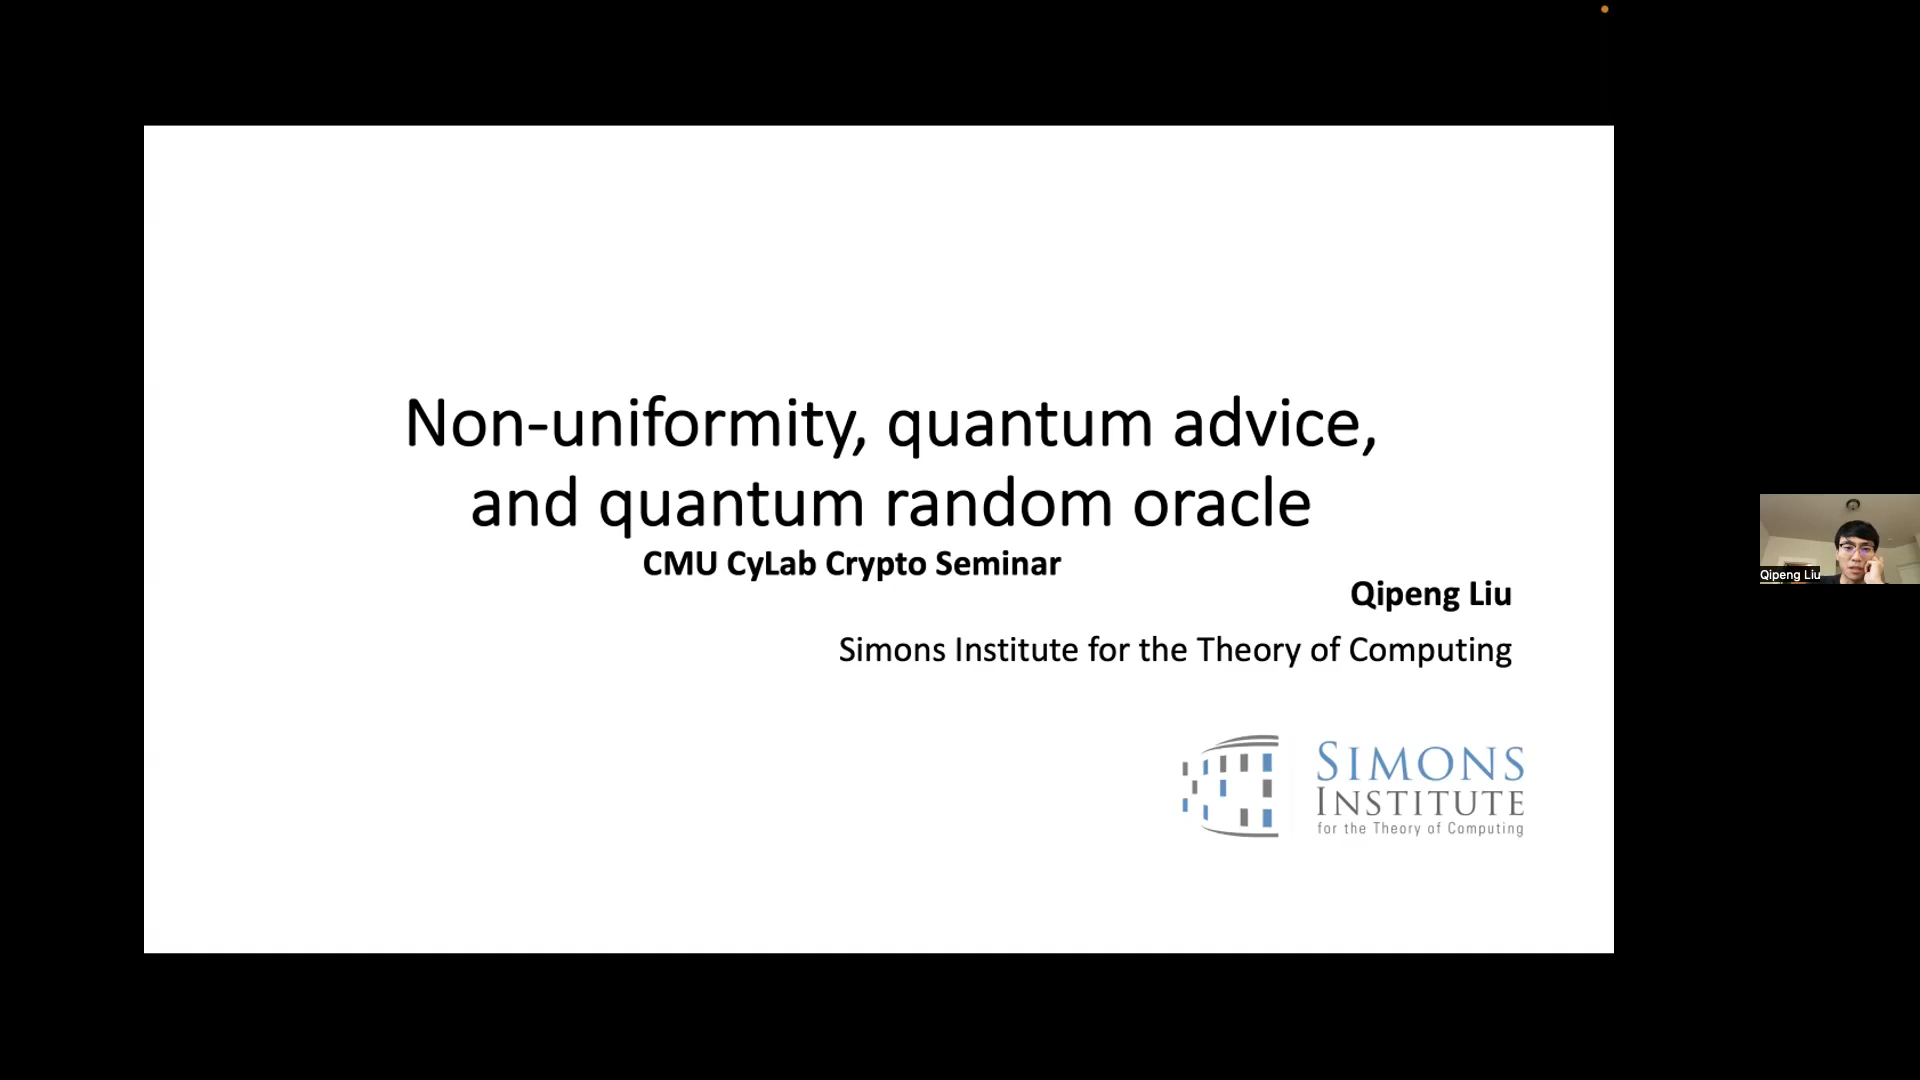 Non-uniformity, quantum advice,
and quantum random oracle
CMU CyLab Crypto Seminar
Qipeng Liu
Simons Institute for the Theory of Computing
SIMONS
INSTITUTE
for the Theory of Computing
Qipeng Liu